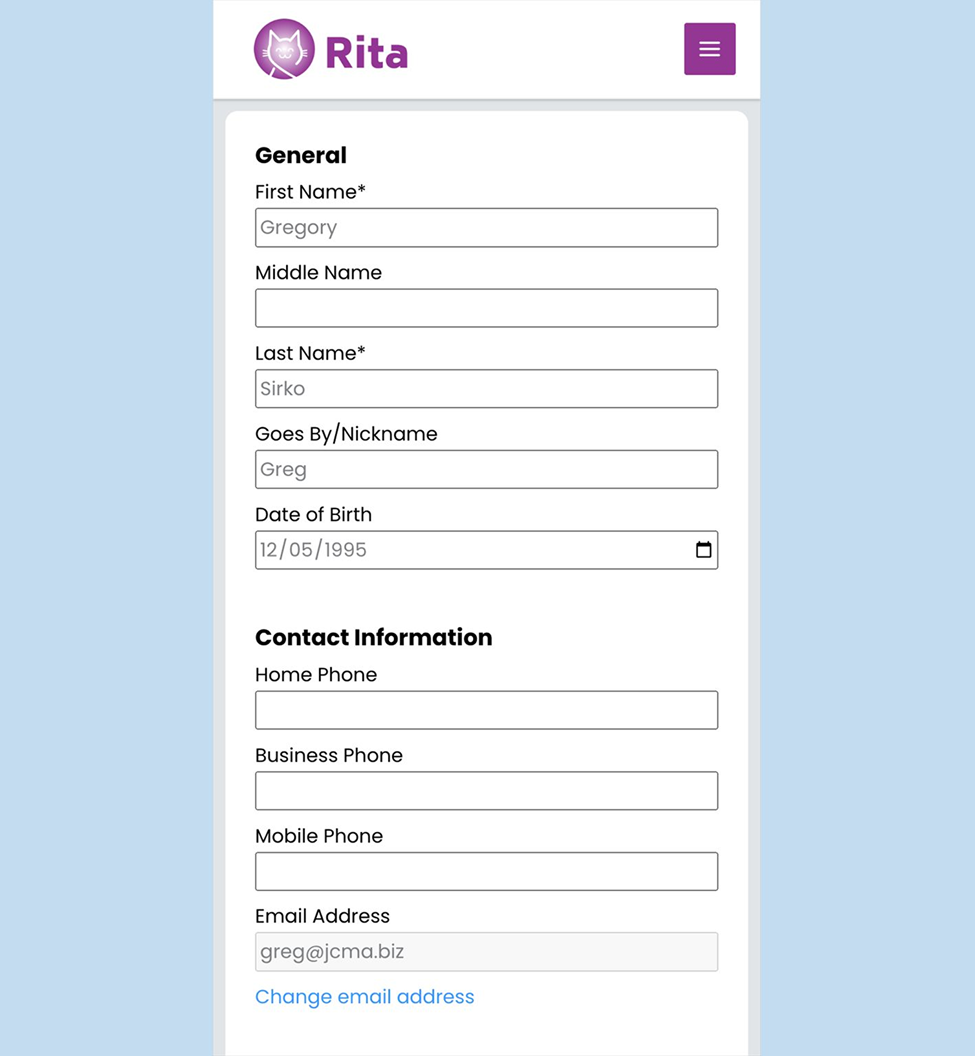 Rita
General
First Name*
Gregory
Middle Name
Last Name*
Sirko
Goes By/Nickname
Greg
Date of Birth
12/05/1995
Contact Information
Home Phone
Business Phone
Mobile Phone
Email Address
greg@jcma.biz
Change email address